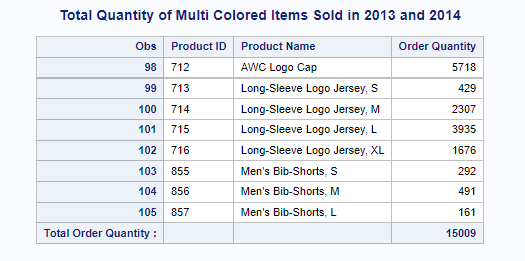 Total Quantity of Multi Colored Items Sold in 2013 and 2014
Obs Product ID Product Name Order Quantity
98 712 AWC Logo Cap 5718
99 713 Long-Sleeve Logo Jersey, S 429
100 714 Long-Sleeve Logo Jersey, M 2307
101 715 Long-Sleeve Logo Jersey, L 3935
102 716 Long-Sleeve Logo Jersey, XL 1676
103 855 Men's Bib-Shorts, S 292
104 856 Men's Bib-Shorts, M 491
105 857 Men's Bib-Shorts, L 161
Total Order Quantity : 15009